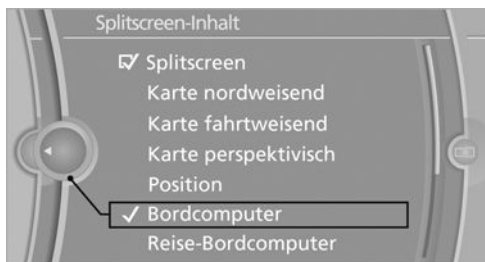 Splitscreen-Inhalt
Splitscreen
Karte nordweisend
Karte fahrtweisend
Karte perspektivisch
Position
Bordcomputer
Reise-Bordcomputer